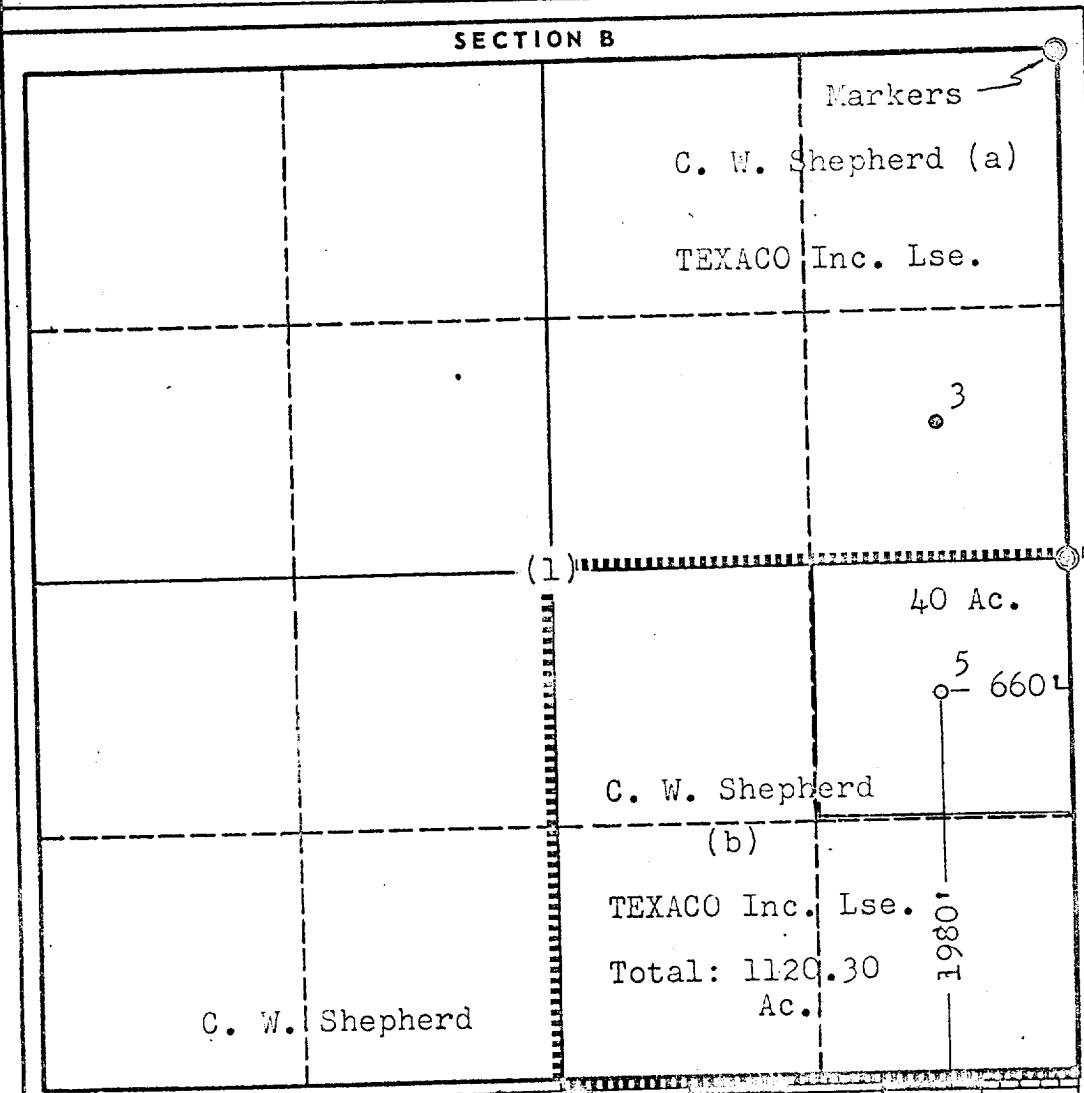 SECTION B
Markers
C. W. Shepherd (a)
TEXACO Inc. Lse.
3
(1)
40 Ac.
5
660'
C. W. Shepherd
(b)
TEXACO Inc. Lse.
1980'
Total: 1120.30
Ac.
C. W. Shepherd